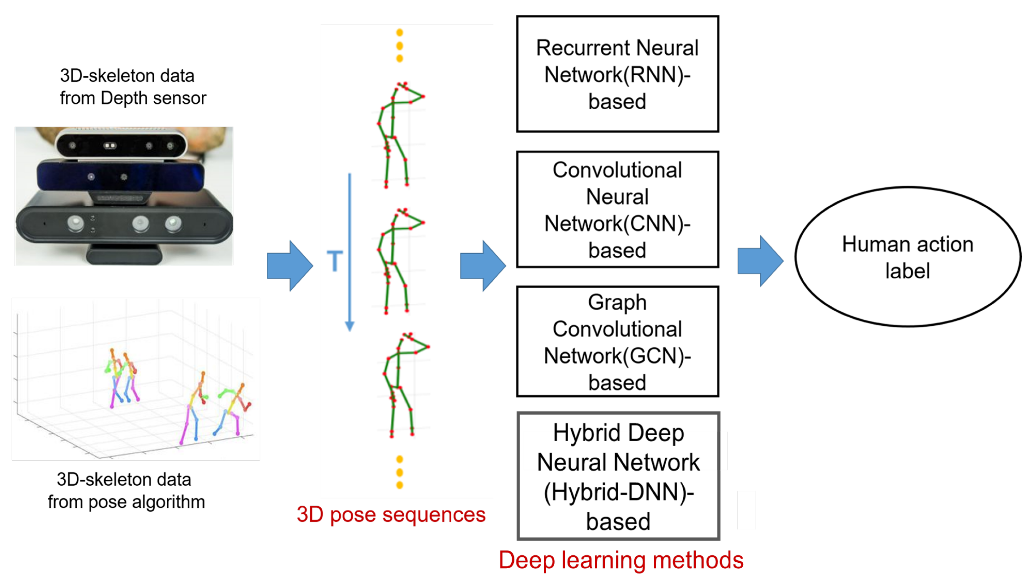 3D-skeleton data
from Depth sensor
3D-skeleton data
from pose algorithm
T
3D pose sequences
Recurrent Neural
Network(RNN)-
based
Convolutional
Neural
Network(CNN)-
based
Graph
Convolutional
Network(GCN)-
based
Hybrid Deep
Neural Network
(Hybrid-DNN)-
based
Deep learning methods
Human action
label